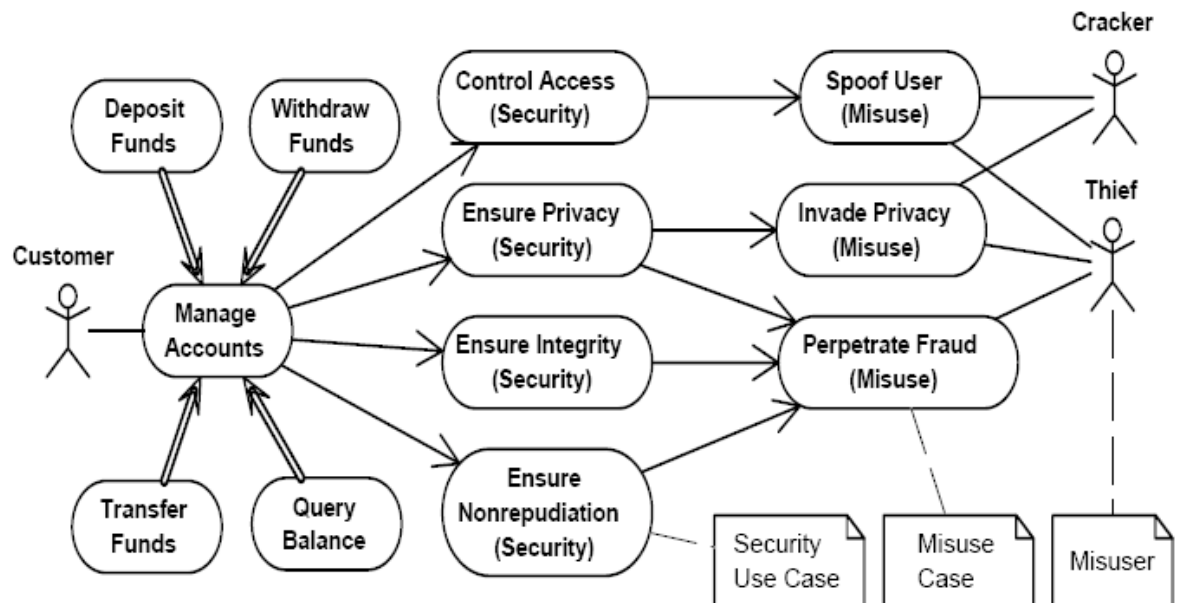 Cracker
Control Access
(Security)
Spoof User
(Misuse)
Deposit
Funds
Withdraw
Funds
Thief
Ensure Privacy
(Security)
Invade Privacy
(Misuse)
Customer
Manage
Accounts
Ensure Integrity
(Security)
Perpetrate Fraud
(Misuse)
Transfer
Funds
Query
Balance
Ensure
Nonrepudiation
(Security)
Security
Use Case
Misuse
Case
Misuser